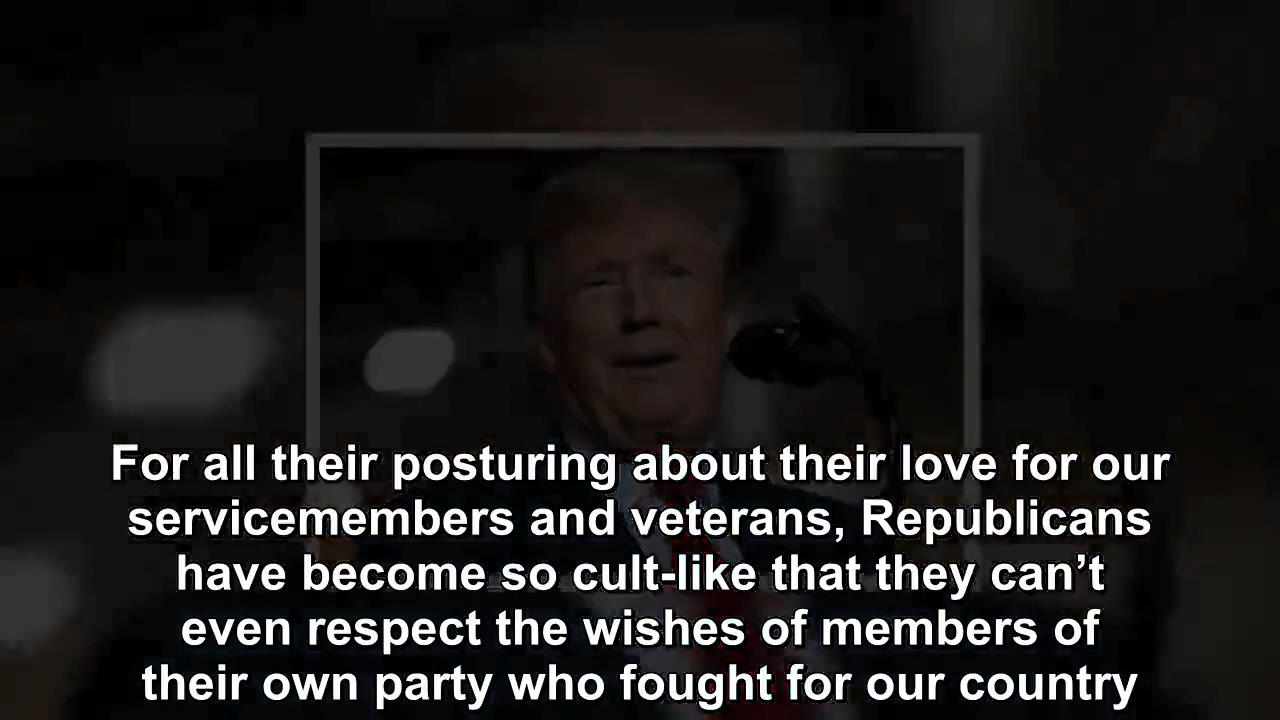 For all their posturing about their love for our
servicemembers and veterans, Republicans
have become so cult-like that they can’t
even respect the wishes of members of
their own party who fought for our country